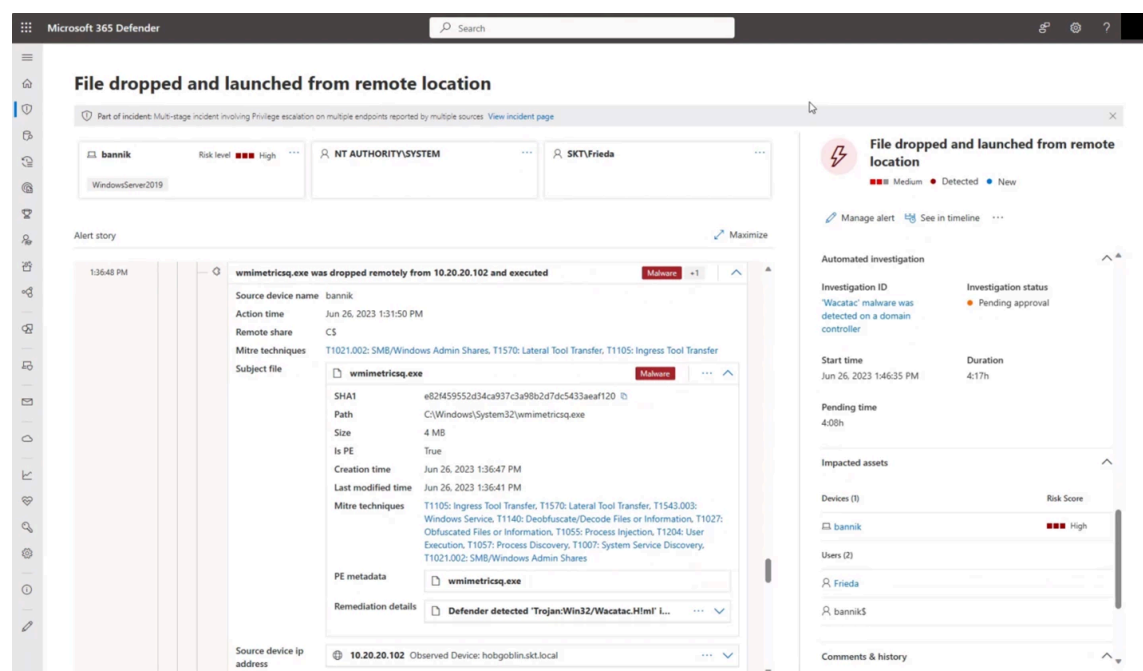 Microsoft 365 Defender
Search
File dropped and launched from remote location
Part of incident: Multi-stage incident involving Privilege escalation on multiple endpoints reported by multiple sources View incident page
bannik
Risk level High
WindowsServer2019
NT AUTHORITY\SYSTEM
SKT\Frieda
Alert story
Maximize
1:36:48 PM
wmimetricsq.exe was dropped remotely from 10.20.20.102 and executed
Malware +1
Source device name bannik
Action time Jun 26, 2023 1:31:50 PM
Remote share C$
Mitre techniques T1021.002: SMB/Windows Admin Shares, T1570: Lateral Tool Transfer, T1105: Ingress Tool Transfer
Subject file wmimetricsq.exe Malware
SHA1 e82f459552d34ca937c3a98b2d7dc5433aeaf120
Path C:\Windows\System32\wmimetricsq.exe
Size 4 MB
Is PE True
Creation time Jun 26, 2023 1:36:47 PM
Last modified time Jun 26, 2023 1:36:41 PM
Mitre techniques T1105: Ingress Tool Transfer, T1570: Lateral Tool Transfer, T1543.003:
Windows Service, T1140: Deobfuscate/Decode Files or Information, T1027:
Obfuscated Files or Information, T1055: Process Injection, T1204: User
Execution, T1057: Process Discovery, T1007: System Service Discovery,
T1021.002: SMB/Windows Admin Shares
PE metadata wmimetricsq.exe
Remediation details Defender detected 'Trojan:Win32/Wacatac.H!ml' i...
Source device ip
address
10.20.20.102 Observed Device: hobgoblin.skt.local
File dropped and launched from remote
location
Medium Detected New
Manage alert See in timeline
Automated investigation
Investigation ID
'Wacatac' malware was
detected on a domain
controller
Investigation status
Pending approval
Start time
Jun 26, 2023 1:46:35 PM
Duration
4:17h
Pending time
4:08h
Impacted assets
Devices (1) Risk Score
bannik High
Users (2)
Frieda
bannik$
Comments & history